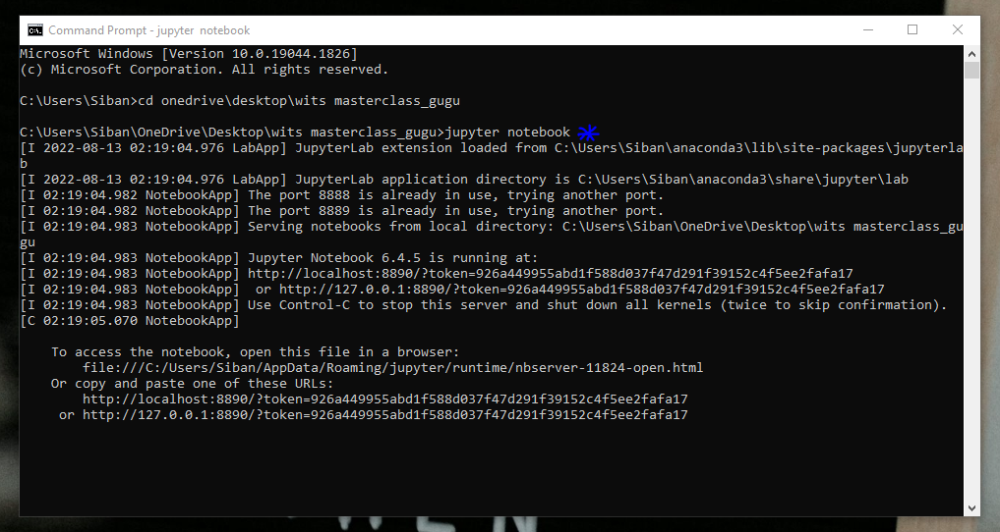 Command Prompt - jupyter notebook
Microsoft Windows [Version 10.0.19044.1826]
(c) Microsoft Corporation. All rights reserved.
C:\Users\Siban>cd onedrive\desktop\wits masterclass_gugu
C:\Users\Siban\OneDrive\Desktop\wits masterclass_gugu>jupyter notebook
[I 2022-08-13 02:19:04.976 LabApp] JupyterLab extension loaded from C:\Users\Siban\anaconda3\lib\site-packages\jupyterla
b
[I 2022-08-13 02:19:04.976 LabApp] JupyterLab application directory is C:\Users\Siban\anaconda3\share\jupyter\lab
[I 02:19:04.982 NotebookApp] The port 8888 is already in use, trying another port.
[I 02:19:04.982 NotebookApp] The port 8889 is already in use, trying another port.
[I 02:19:04.983 NotebookApp] Serving notebooks from local directory: C:\Users\Siban\OneDrive\Desktop\wits masterclass_gu
gu
[I 02:19:04.983 NotebookApp] Jupyter Notebook 6.4.5 is running at:
[I 02:19:04.983 NotebookApp] http://localhost:8890/?token=926a449955abd1f588d037f47d291f39152c4f5ee2fafa17
[I 02:19:04.983 NotebookApp]  or http://127.0.0.1:8890/?token=926a449955abd1f588d037f47d291f39152c4f5ee2fafa17
[I 02:19:04.983 NotebookApp] Use Control-C to stop this server and shut down all kernels (twice to skip confirmation).
[C 02:19:05.070 NotebookApp]
To access the notebook, open this file in a browser:
file:///C:/Users/Siban/AppData/Roaming/jupyter/runtime/nbserver-11824-open.html
Or copy and paste one of these URLs:
http://localhost:8890/?token=926a449955abd1f588d037f47d291f39152c4f5ee2fafa17
or http://127.0.0.1:8890/?token=926a449955abd1f588d037f47d291f39152c4f5ee2fafa17